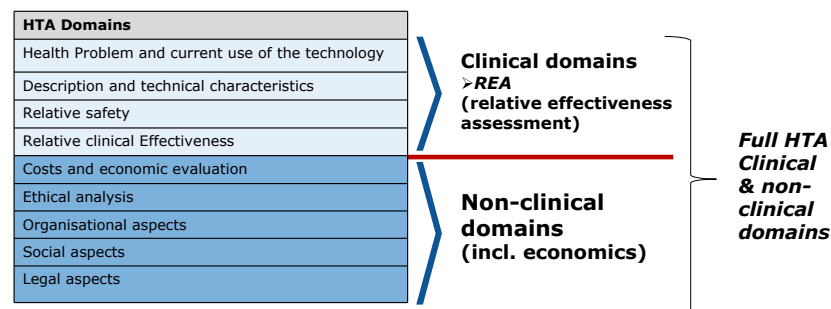 HTA Domains
Health Problem and current use of the technology
Description and technical characteristics
Relative safety
Relative clinical Effectiveness
Costs and economic evaluation
Ethical analysis
Organisational aspects
Social aspects
Legal aspects
Clinical domains
➢REA
(relative effectiveness
assessment)
Non-clinical
domains
(incl. economics)
Full HTA
Clinical
& non-
clinical
domains